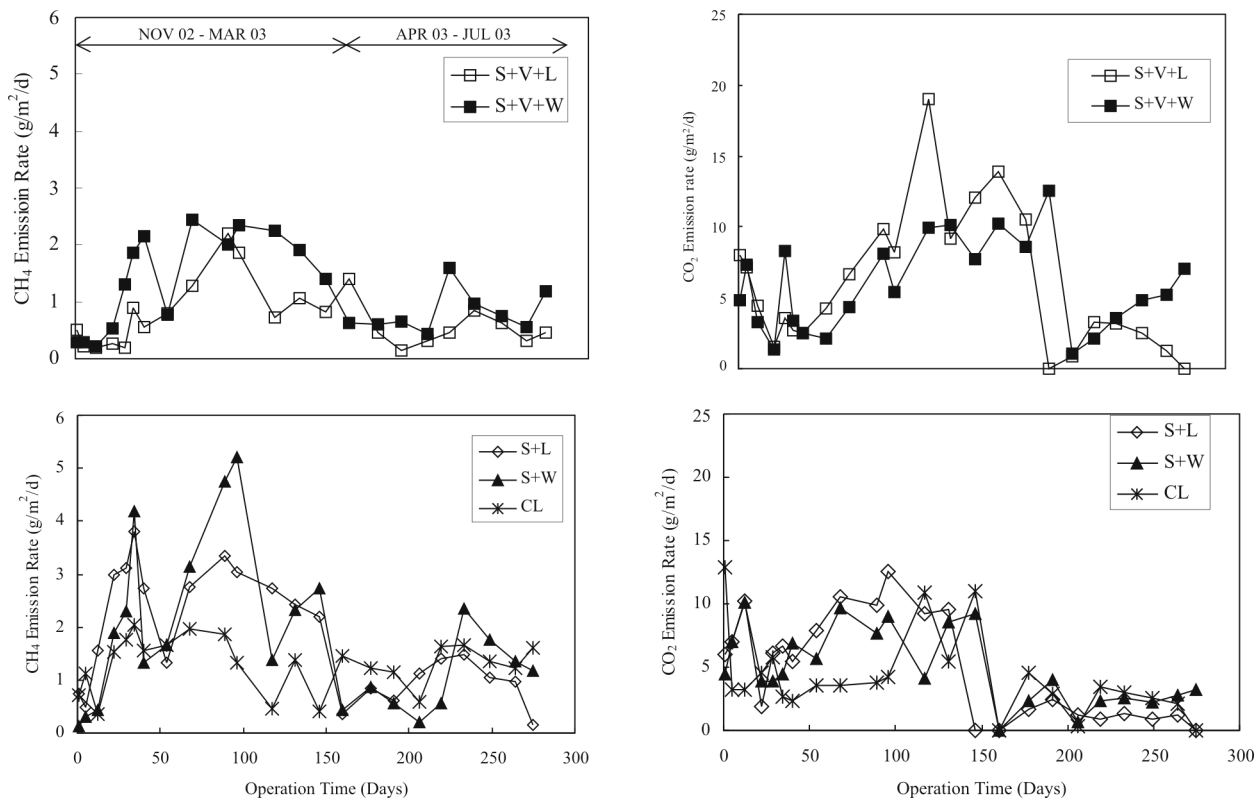 6
5
4
3
2
1
0
CH₄ Emission Rate (g/m²/d)
NOV 02 - MAR 03
APR 03 - JUL 03
S+V+L
S+V+W
25
20
15
10
5
0
CO₂ Emission rate (g/m²/d)
S+V+L
S+V+W
6
5
4
3
2
1
0
CH₄ Emission Rate (g/m²/d)
S+L
S+W
CL
0 50 100 150 200 250 300
Operation Time (Days)
25
20
15
10
5
0
CO₂ Emission Rate (g/m²/d)
S+L
S+W
CL
0 50 100 150 200 250 300
Operation Time (Days)